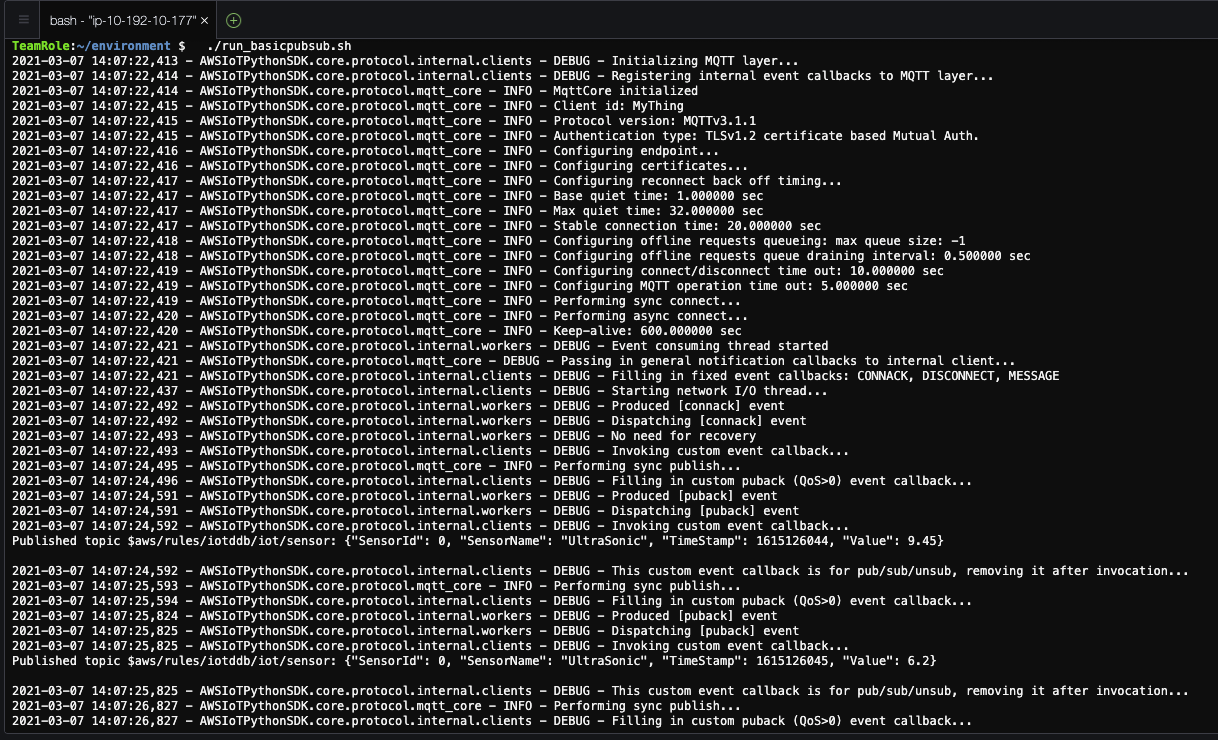 bash - "ip-10-192-10-177" ×
TeamRole:~/environment $   ./run_basicpubsub.sh
2021-03-07 14:07:22,413 - AWSIoTPythonSDK.core.protocol.internal.clients - DEBUG - Initializing MQTT layer...
2021-03-07 14:07:22,414 - AWSIoTPythonSDK.core.protocol.internal.clients - DEBUG - Registering internal event callbacks to MQTT layer...
2021-03-07 14:07:22,414 - AWSIoTPythonSDK.core.protocol.mqtt_core - INFO - MqttCore initialized
2021-03-07 14:07:22,415 - AWSIoTPythonSDK.core.protocol.mqtt_core - INFO - Client id: MyThing
2021-03-07 14:07:22,415 - AWSIoTPythonSDK.core.protocol.mqtt_core - INFO - Protocol version: MQTTv3.1.1
2021-03-07 14:07:22,415 - AWSIoTPythonSDK.core.protocol.mqtt_core - INFO - Authentication type: TLSv1.2 certificate based Mutual Auth.
2021-03-07 14:07:22,416 - AWSIoTPythonSDK.core.protocol.mqtt_core - INFO - Configuring endpoint...
2021-03-07 14:07:22,416 - AWSIoTPythonSDK.core.protocol.mqtt_core - INFO - Configuring certificates...
2021-03-07 14:07:22,417 - AWSIoTPythonSDK.core.protocol.mqtt_core - INFO - Configuring reconnect back off timing...
2021-03-07 14:07:22,417 - AWSIoTPythonSDK.core.protocol.mqtt_core - INFO - Base quiet time: 1.000000 sec
2021-03-07 14:07:22,417 - AWSIoTPythonSDK.core.protocol.mqtt_core - INFO - Max quiet time: 32.000000 sec
2021-03-07 14:07:22,417 - AWSIoTPythonSDK.core.protocol.mqtt_core - INFO - Stable connection time: 20.000000 sec
2021-03-07 14:07:22,418 - AWSIoTPythonSDK.core.protocol.mqtt_core - INFO - Configuring offline requests queueing: max queue size: -1
2021-03-07 14:07:22,418 - AWSIoTPythonSDK.core.protocol.mqtt_core - INFO - Configuring offline requests queue draining interval: 0.500000 sec
2021-03-07 14:07:22,419 - AWSIoTPythonSDK.core.protocol.mqtt_core - INFO - Configuring connect/disconnect time out: 10.000000 sec
2021-03-07 14:07:22,419 - AWSIoTPythonSDK.core.protocol.mqtt_core - INFO - Configuring MQTT operation time out: 5.000000 sec
2021-03-07 14:07:22,419 - AWSIoTPythonSDK.core.protocol.mqtt_core - INFO - Performing sync connect...
2021-03-07 14:07:22,420 - AWSIoTPythonSDK.core.protocol.mqtt_core - INFO - Performing async connect...
2021-03-07 14:07:22,420 - AWSIoTPythonSDK.core.protocol.mqtt_core - INFO - Keep-alive: 600.000000 sec
2021-03-07 14:07:22,421 - AWSIoTPythonSDK.core.protocol.internal.workers - DEBUG - Event consuming thread started
2021-03-07 14:07:22,421 - AWSIoTPythonSDK.core.protocol.mqtt_core - DEBUG - Passing in general notification callbacks to internal client...
2021-03-07 14:07:22,421 - AWSIoTPythonSDK.core.protocol.internal.clients - DEBUG - Filling in fixed event callbacks: CONNACK, DISCONNECT, MESSAGE
2021-03-07 14:07:22,437 - AWSIoTPythonSDK.core.protocol.internal.clients - DEBUG - Starting network I/O thread...
2021-03-07 14:07:22,492 - AWSIoTPythonSDK.core.protocol.internal.workers - DEBUG - Produced [connack] event
2021-03-07 14:07:22,492 - AWSIoTPythonSDK.core.protocol.internal.workers - DEBUG - Dispatching [connack] event
2021-03-07 14:07:22,493 - AWSIoTPythonSDK.core.protocol.internal.workers - DEBUG - No need for recovery
2021-03-07 14:07:22,493 - AWSIoTPythonSDK.core.protocol.internal.clients - DEBUG - Invoking custom event callback...
2021-03-07 14:07:24,495 - AWSIoTPythonSDK.core.protocol.mqtt_core - INFO - Performing sync publish...
2021-03-07 14:07:24,496 - AWSIoTPythonSDK.core.protocol.internal.clients - DEBUG - Filling in custom puback (QoS>0) event callback...
2021-03-07 14:07:24,591 - AWSIoTPythonSDK.core.protocol.internal.workers - DEBUG - Produced [puback] event
2021-03-07 14:07:24,591 - AWSIoTPythonSDK.core.protocol.internal.workers - DEBUG - Dispatching [puback] event
2021-03-07 14:07:24,592 - AWSIoTPythonSDK.core.protocol.internal.clients - DEBUG - Invoking custom event callback...
Published topic $aws/rules/iotddb/iot/sensor: {"SensorId": 0, "SensorName": "UltraSonic", "TimeStamp": 1615126044, "Value": 9.45}
2021-03-07 14:07:24,592 - AWSIoTPythonSDK.core.protocol.internal.clients - DEBUG - This custom event callback is for pub/sub/unsub, removing it after invocation...
2021-03-07 14:07:25,593 - AWSIoTPythonSDK.core.protocol.mqtt_core - INFO - Performing sync publish...
2021-03-07 14:07:25,594 - AWSIoTPythonSDK.core.protocol.internal.clients - DEBUG - Filling in custom puback (QoS>0) event callback...
2021-03-07 14:07:25,824 - AWSIoTPythonSDK.core.protocol.internal.workers - DEBUG - Produced [puback] event
2021-03-07 14:07:25,825 - AWSIoTPythonSDK.core.protocol.internal.workers - DEBUG - Dispatching [puback] event
2021-03-07 14:07:25,825 - AWSIoTPythonSDK.core.protocol.internal.clients - DEBUG - Invoking custom event callback...
Published topic $aws/rules/iotddb/iot/sensor: {"SensorId": 0, "SensorName": "UltraSonic", "TimeStamp": 1615126045, "Value": 6.2}
2021-03-07 14:07:25,825 - AWSIoTPythonSDK.core.protocol.internal.clients - DEBUG - This custom event callback is for pub/sub/unsub, removing it after invocation...
2021-03-07 14:07:26,827 - AWSIoTPythonSDK.core.protocol.mqtt_core - INFO - Performing sync publish...
2021-03-07 14:07:26,827 - AWSIoTPythonSDK.core.protocol.internal.clients - DEBUG - Filling in custom puback (QoS>0) event callback...